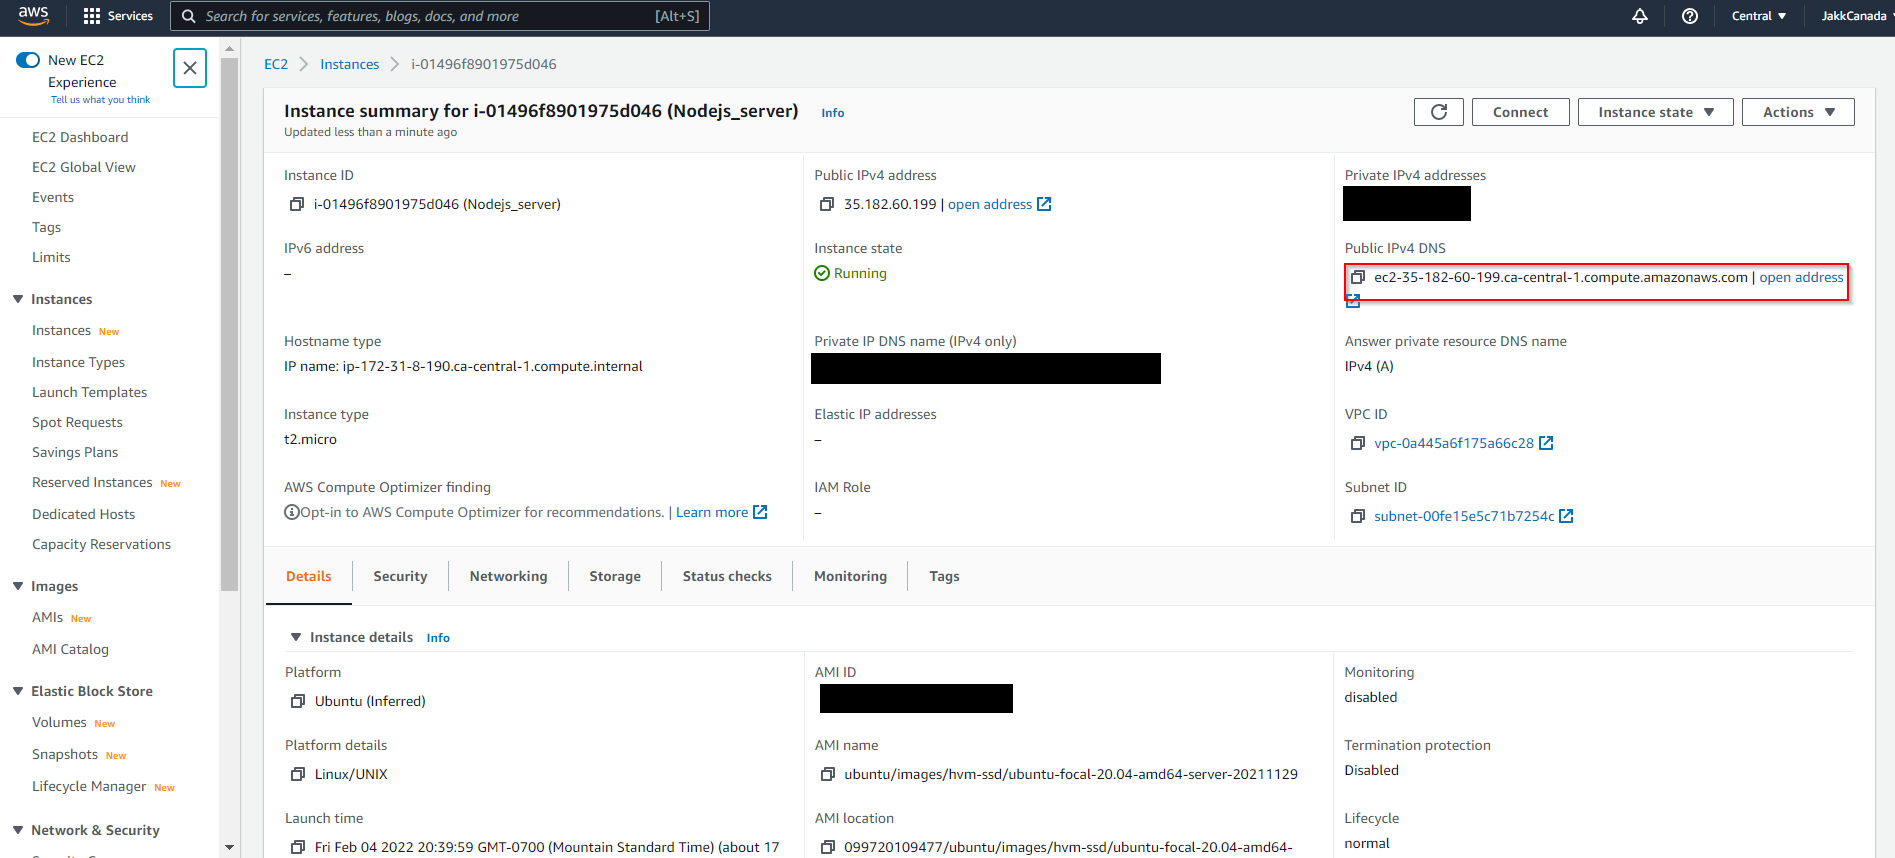 aws
Services
Search for services, features, blogs, docs, and more [Alt+S]
Central
JakkCanada
New EC2
Experience
Tell us what you think
EC2 Dashboard
EC2 Global View
Events
Tags
Limits
Instances
Instances New
Instance Types
Launch Templates
Spot Requests
Savings Plans
Reserved Instances New
Dedicated Hosts
Capacity Reservations
Images
AMIs New
AMI Catalog
Elastic Block Store
Volumes New
Snapshots New
Lifecycle Manager New
Network & Security
EC2 > Instances > i-01496f8901975d046
Instance summary for i-01496f8901975d046 (Nodejs_server) Info
Updated less than a minute ago
Connect
Instance state
Actions
Instance ID
i-01496f8901975d046 (Nodejs_server)
Public IPv4 address
35.182.60.199 | open address
Private IPv4 addresses
IPv6 address
–
Instance state
Running
Public IPv4 DNS
ec2-35-182-60-199.ca-central-1.compute.amazonaws.com | open address
Hostname type
IP name: ip-172-31-8-190.ca-central-1.compute.internal
Private IP DNS name (IPv4 only)
Answer private resource DNS name
IPv4 (A)
Instance type
t2.micro
Elastic IP addresses
–
VPC ID
vpc-0a445a6f175a66c28
AWS Compute Optimizer finding
Opt-in to AWS Compute Optimizer for recommendations. | Learn more
IAM Role
–
Subnet ID
subnet-00fe15e5c71b7254c
Details
Security
Networking
Storage
Status checks
Monitoring
Tags
Instance details Info
Platform
Ubuntu (Inferred)
AMI ID
Monitoring
disabled
Platform details
Linux/UNIX
AMI name
ubuntu/images/hvm-ssd/ubuntu-focal-20.04-amd64-server-20211129
Termination protection
Disabled
Launch time
Fri Feb 04 2022 20:39:59 GMT-0700 (Mountain Standard Time) (about 17
AMI location
099720109477/ubuntu/images/hvm-ssd/ubuntu-focal-20.04-amd64-
Lifecycle
normal